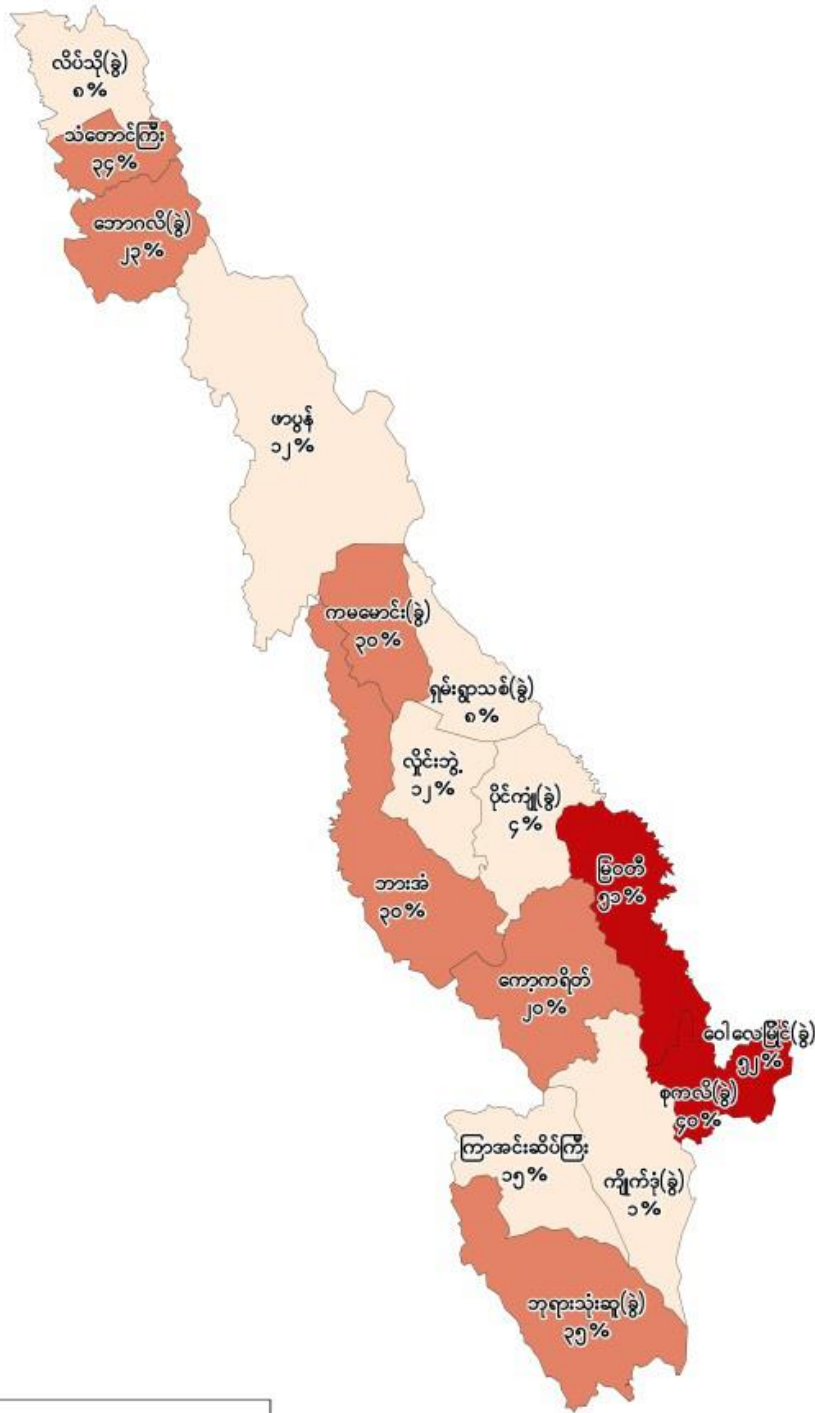 လိပ်သို(ခွဲ)
၈%
သံတောင်ကြီး
၃၄%
ဘောဂလိ(ခွဲ)
၂၃%
ဖာပွန်
၁၂%
ကမမောင်း(ခွဲ)
၃၀%
ရှမ်းရွာသစ်(ခွဲ)
၈%
လှိုင်းဘွဲ့
၁၂%
ပိုင်ကျုံ(ခွဲ)
၄%
မြဝတီ
၅၁%
ဘားအံ
၃၀%
ကော့ကရိတ်
၂၀%
ဝေါလေမြိုင်(ခွဲ)
၅၂%
စုကလိ(ခွဲ)
၄၀%
ကြာအင်းဆိပ်ကြီး
၁၅%
ကျိုက်ဒုံ(ခွဲ)
၁%
ဘုရားသုံးဆူ(ခွဲ)
၃၅%